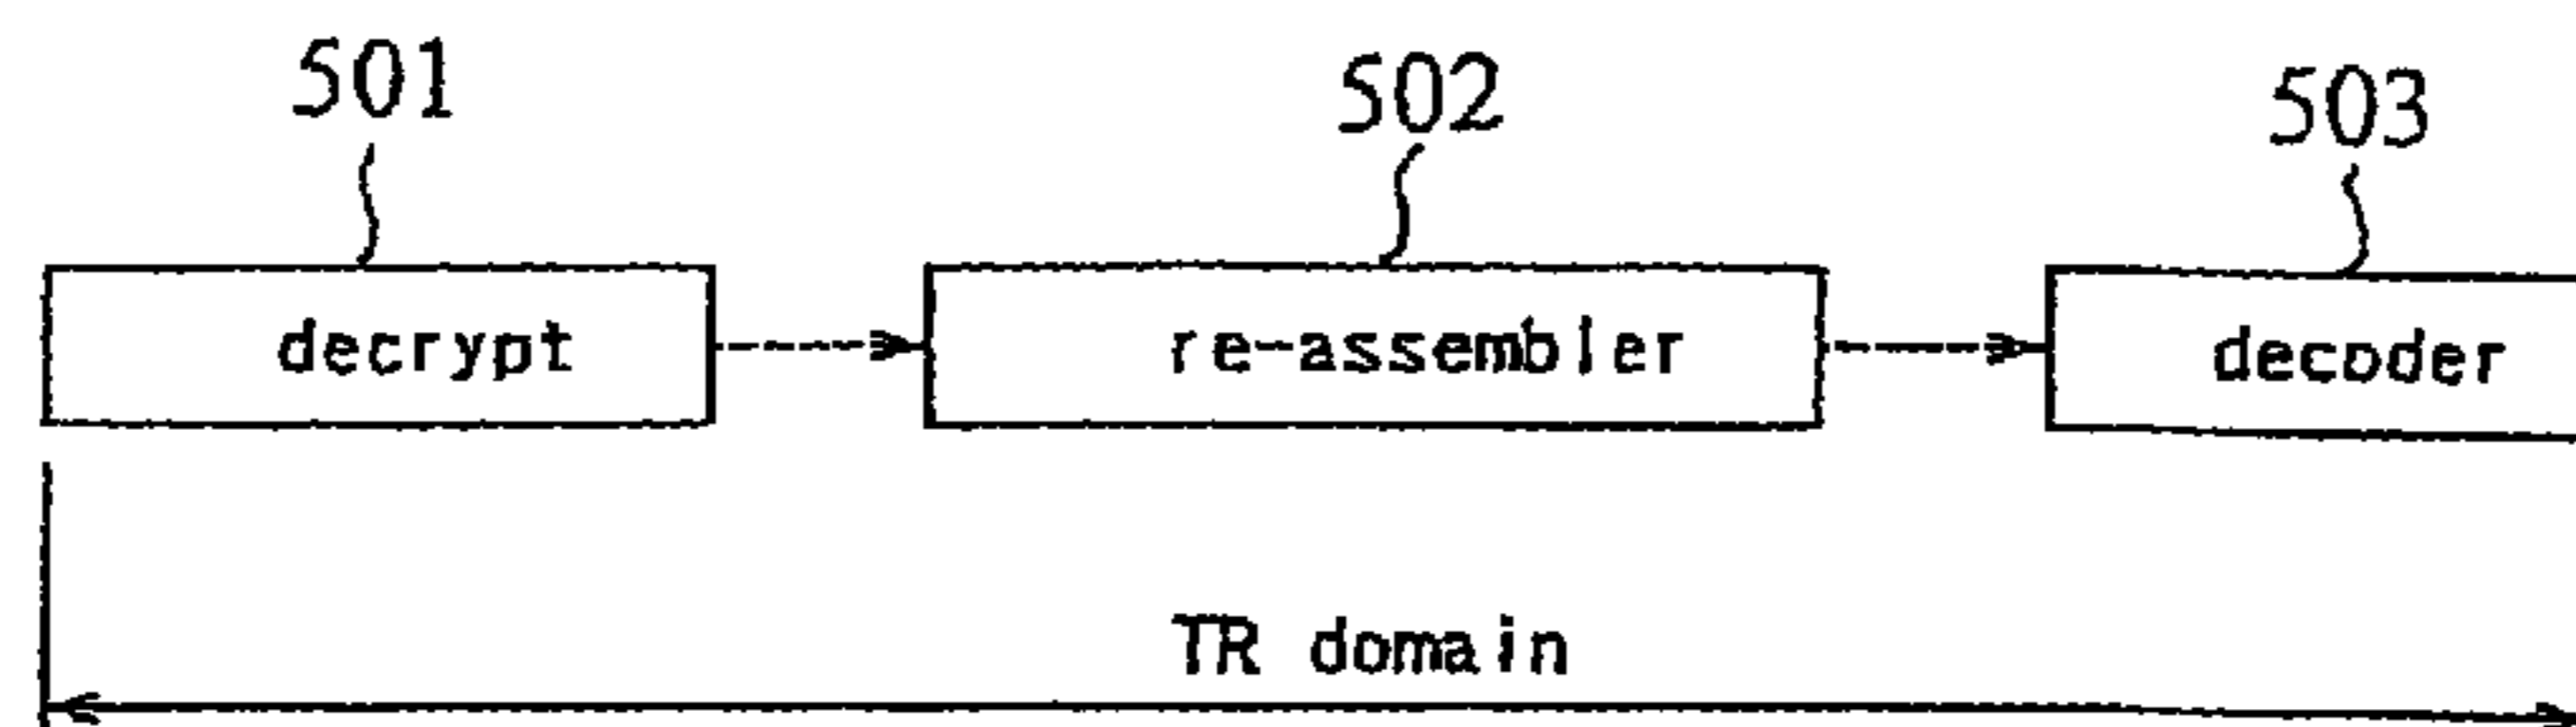 501
502
503
decrypt
re-assembler
decoder
TR domain